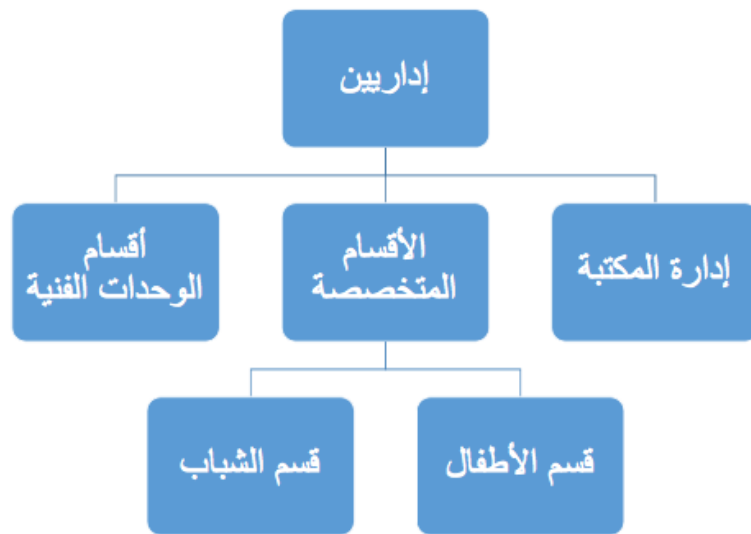 إداريين
إدارة المكتبة
الأقسام
المتخصصة
أقسام
الوحدات الفنية
قسم الأطفال
قسم الشباب